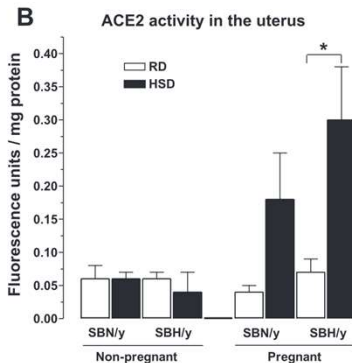 B
ACE2 activity in the uterus
Fluorescence units / mg protein
0.40
0.35
0.30
0.25
0.20
0.15
0.10
0.05
0.00
RD
HSD
*
SBN/y SBH/y SBN/y SBH/y
Non-pregnant Pregnant